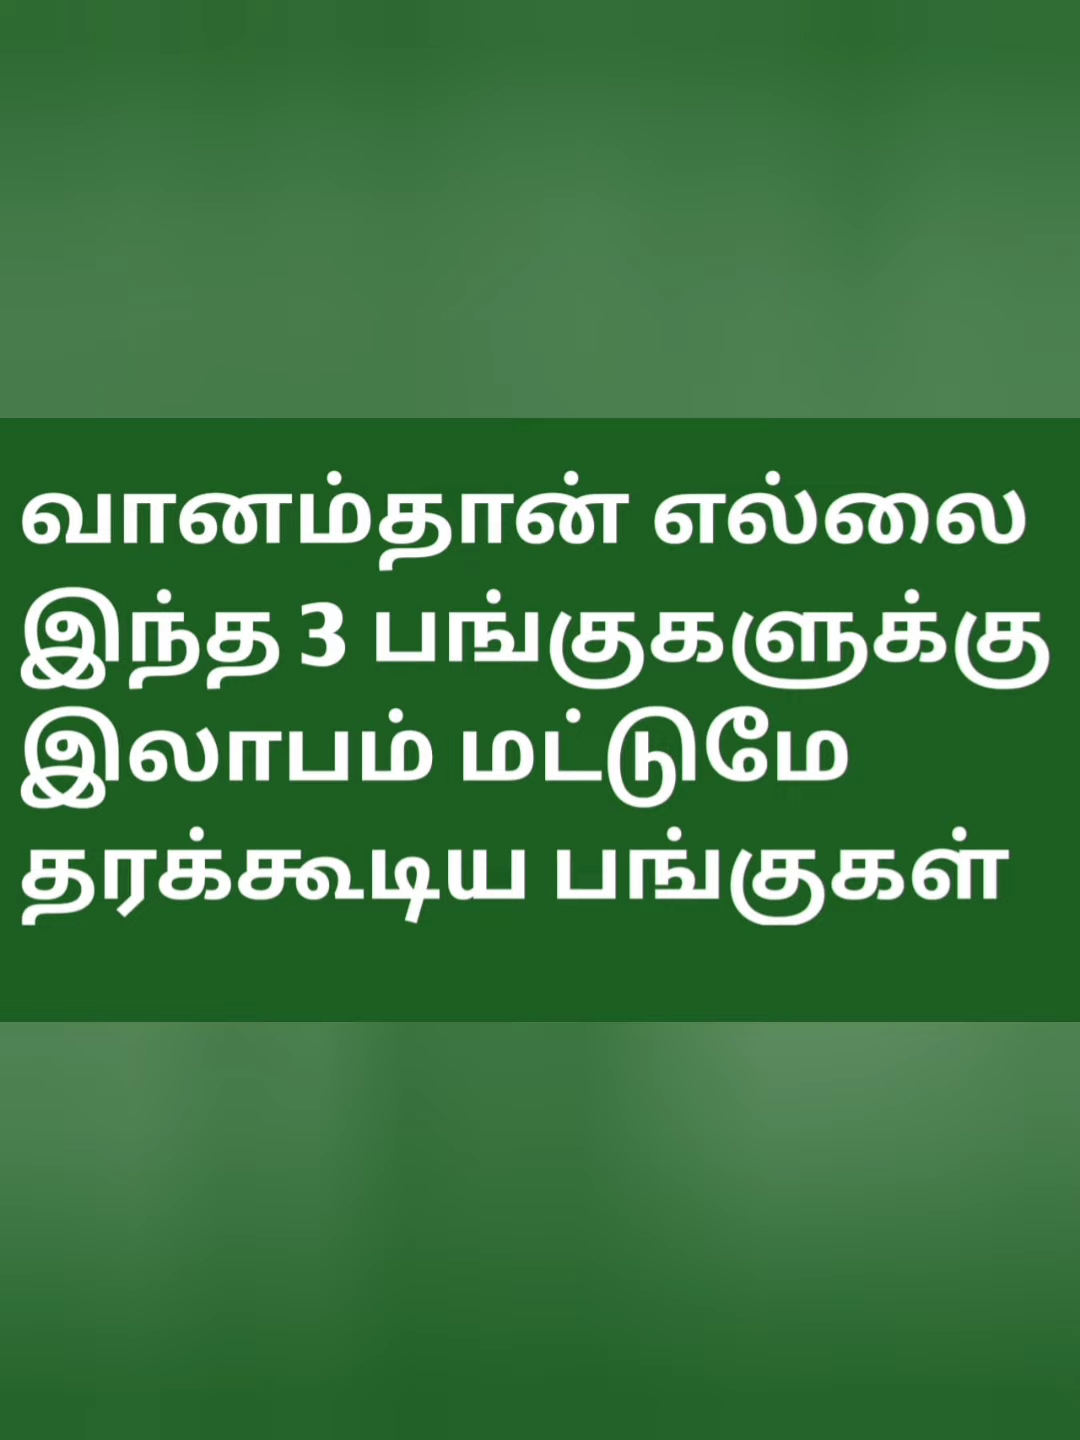 வானம்தான் எல்லை
இந்த 3 பங்குகளுக்கு
இலாபம் மட்டுமே
தரக்கூடிய பங்குகள்